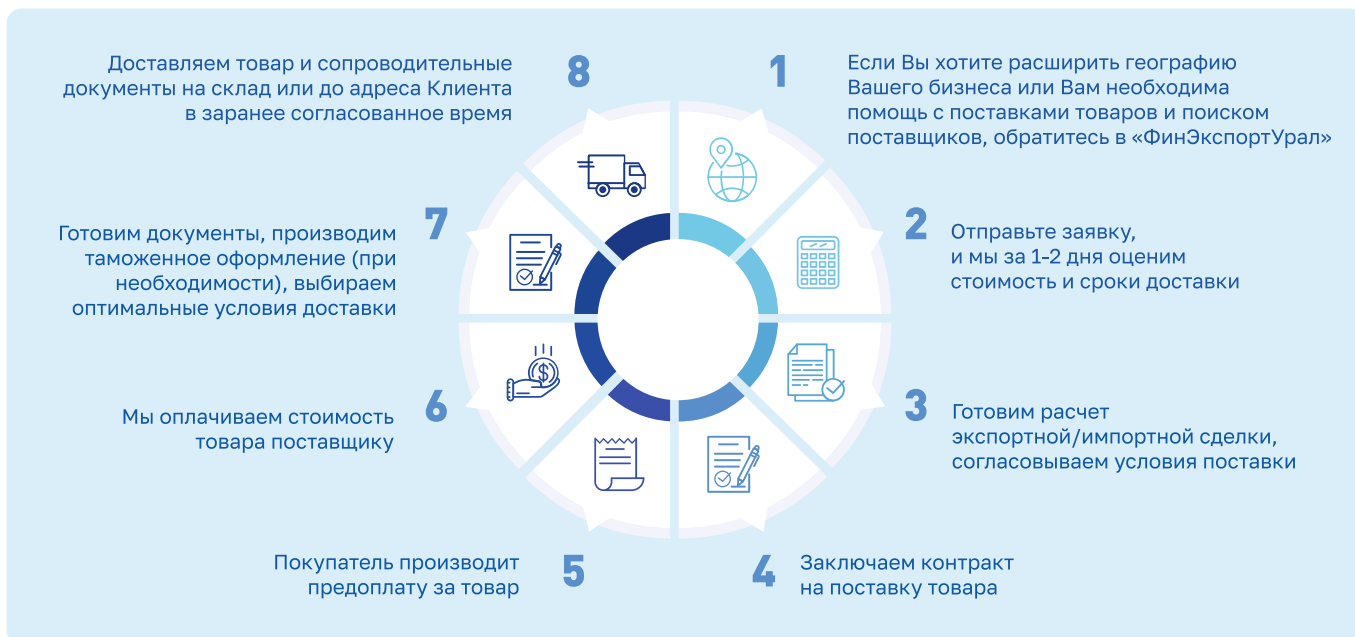 1
Если Вы хотите расширить географию
Вашего бизнеса или Вам необходима
помощь с поставками товаров и поиском
поставщиков, обратитесь в «ФинЭкспортУрал»
2
Отправьте заявку,
и мы за 1-2 дня оценим
стоимость и сроки доставки
3
Готовим расчет
экспортной/импортной сделки,
согласовываем условия поставки
4
Заключаем контракт
на поставку товара
5
Покупатель производит
предоплату за товар
6
Мы оплачиваем стоимость
товара поставщику
7
Готовим документы, производим
таможенное оформление (при
необходимости), выбираем
оптимальные условия доставки
8
Доставляем товар и сопроводительные
документы на склад или до адреса Клиента
в заранее согласованное время
$